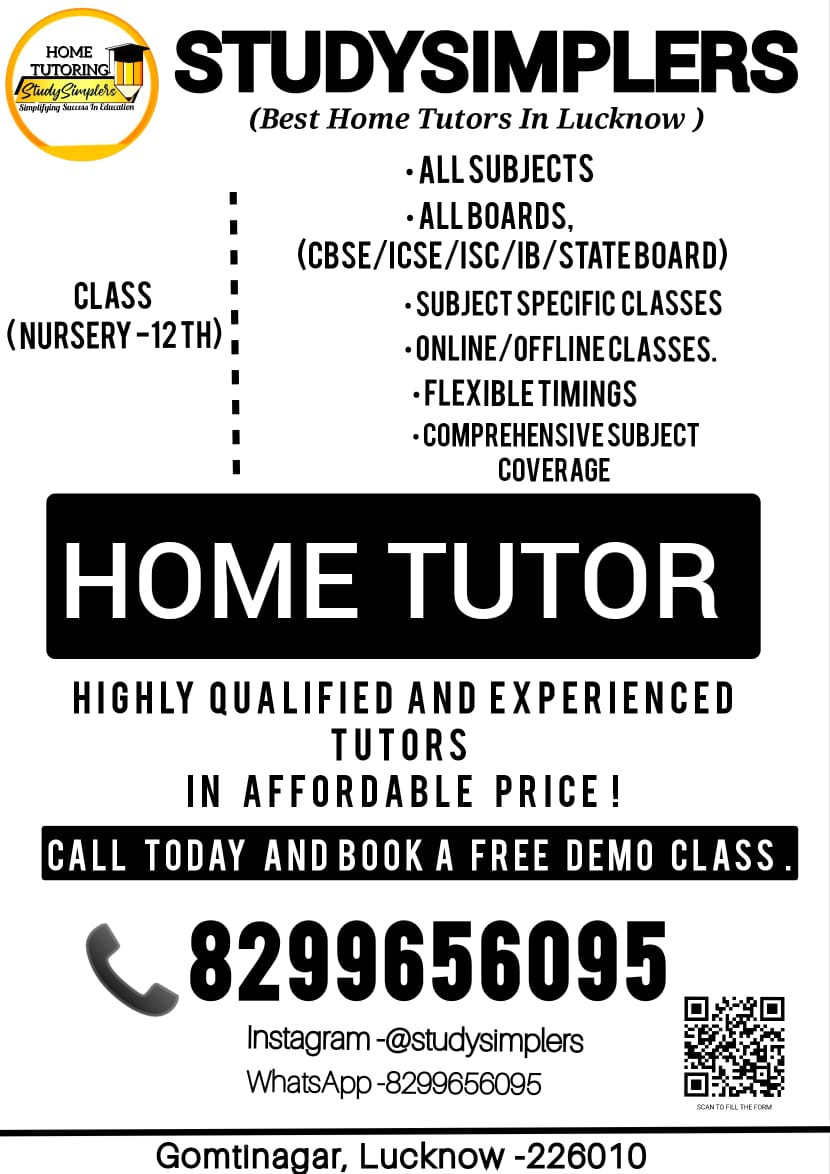 HOME
TUTORING
StudySimplers
Simplifying Success In Education
STUDYSIMPLERS
(Best Home Tutors In Lucknow )
• ALL SUBJECTS
• ALL BOARDS,
(CBSE/ICSE/ISC/IB/STATE BOARD)
CLASS
(NURSERY -12TH)
• SUBJECT SPECIFIC CLASSES
• ONLINE/OFFLINE CLASSES.
• FLEXIBLE TIMINGS
• COMPREHENSIVE SUBJECT
COVERAGE
HOME TUTOR
HIGHLY QUALIFIED AND EXPERIENCED
TUTORS
IN AFFORDABLE PRICE !
CALL TODAY AND BOOK A FREE DEMO CLASS .
8299656095
Instagram -@studysimplers
WhatsApp -8299656095
SCAN TO FILL THE FORM
Gomtinagar, Lucknow -226010